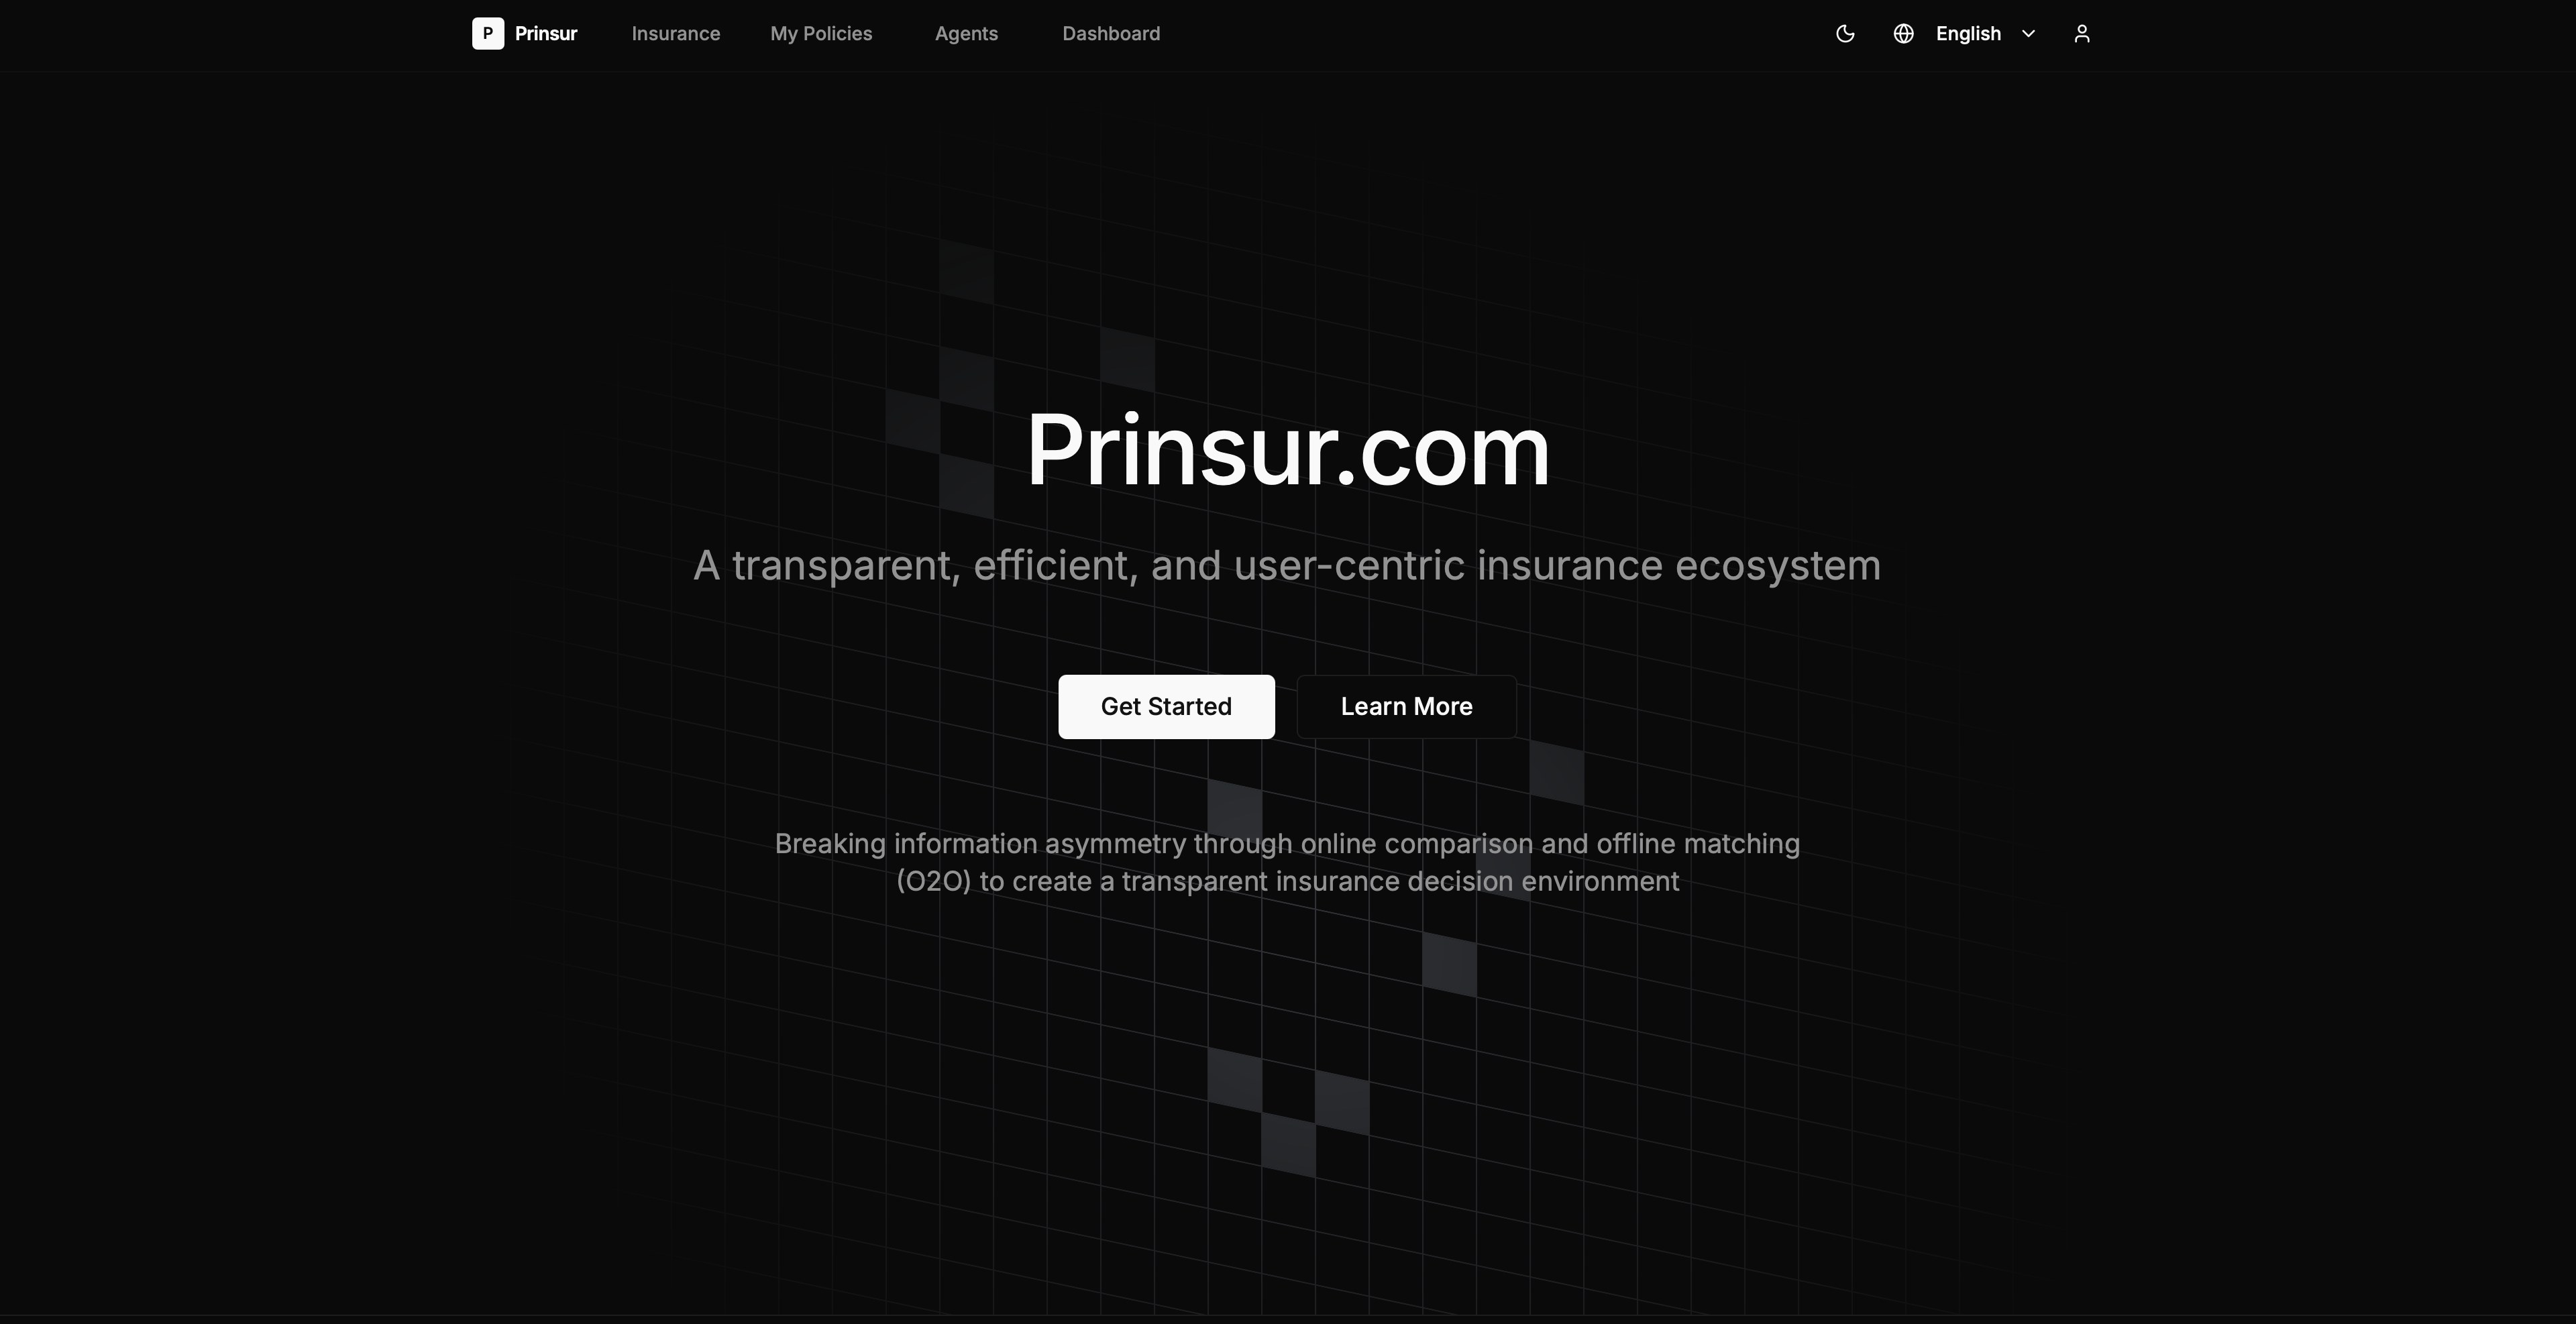 P Prinsur Insurance My Policies Agents Dashboard English
Prinsur.com
A transparent, efficient, and user-centric insurance ecosystem
Get Started Learn More
Breaking information asymmetry through online comparison and offline matching
(O2O) to create a transparent insurance decision environment